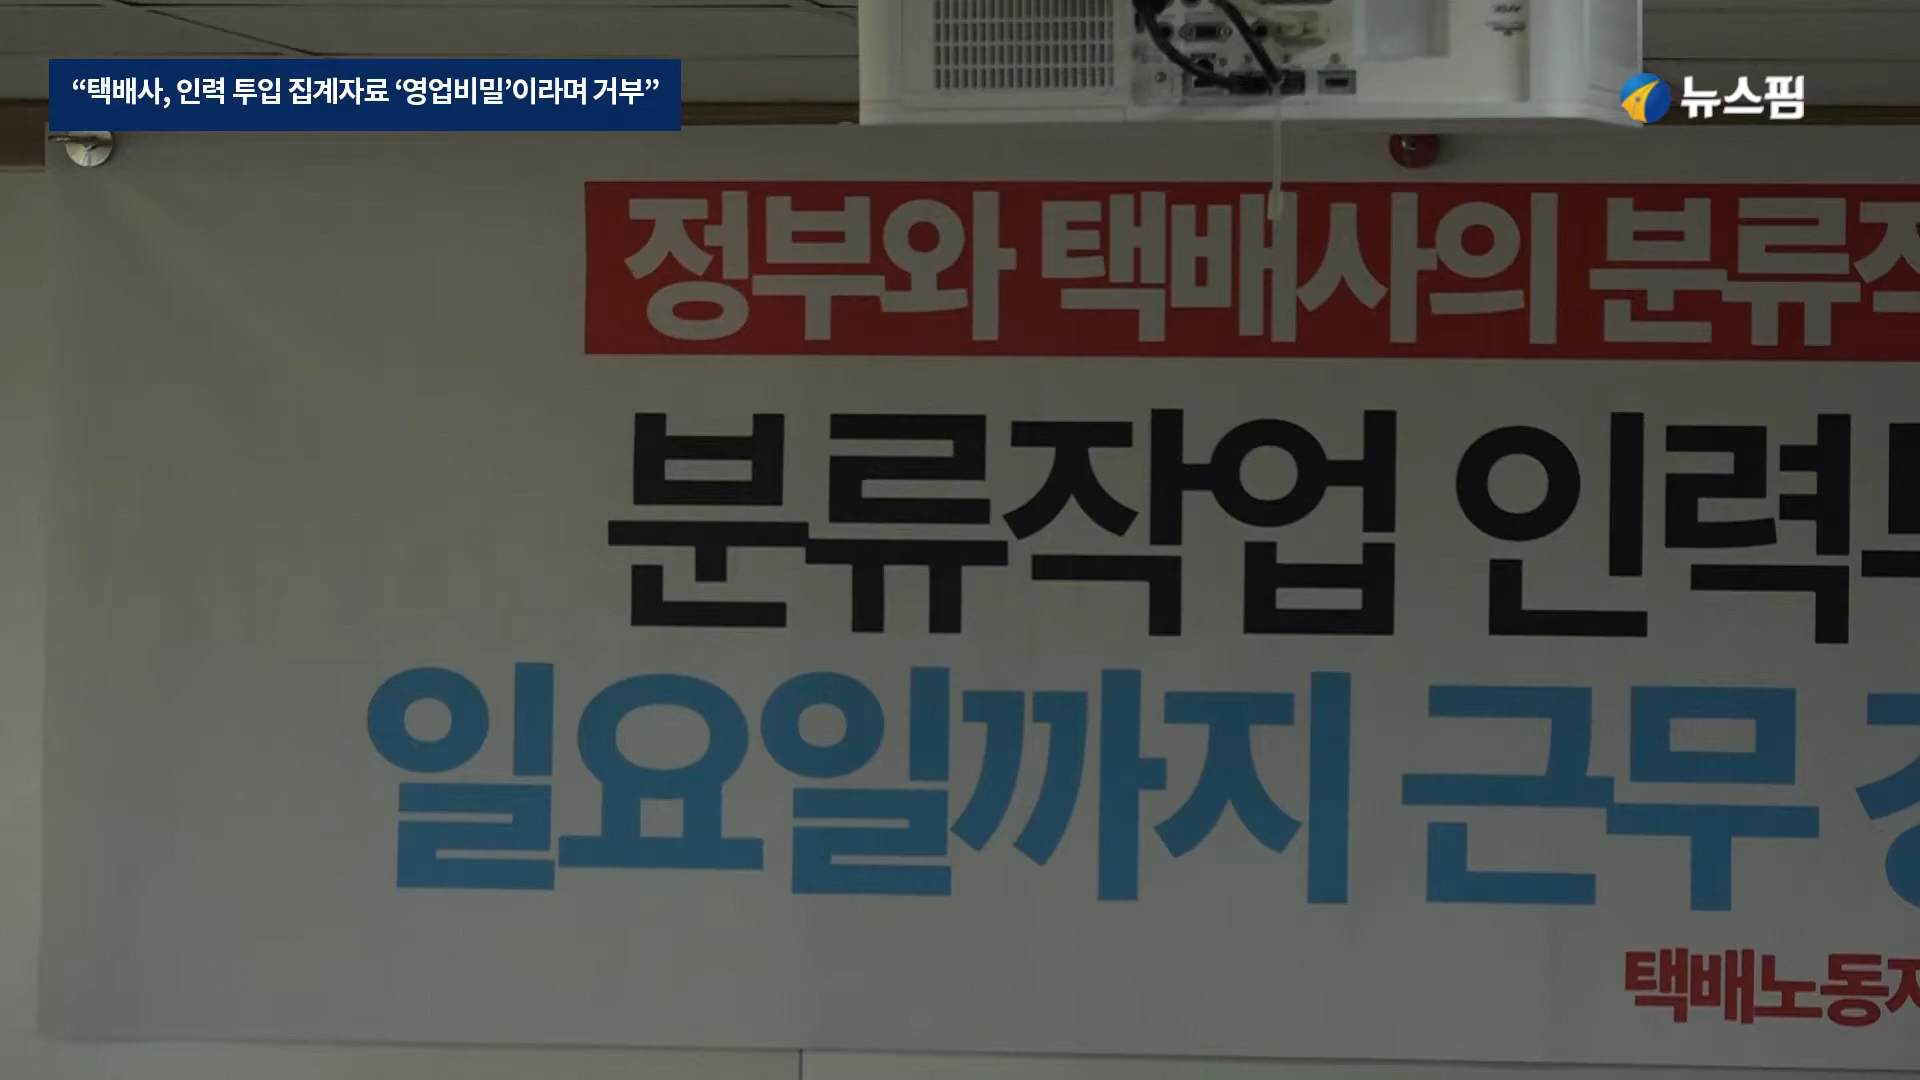 “택배사, 인력 투입 집계자료 ‘영업비밀’이라며 거부”
뉴스핌
정부와 택배사의 분류
분류작업 인력
일요일까지 근무
택배노동